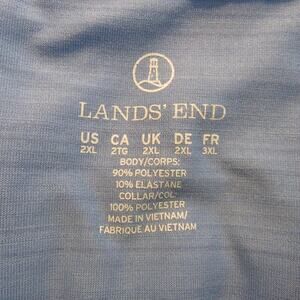 LANDS' END
US CA UK DE FR
2XL 2TG 2XL 2XL 3XL
BODY/CORPS:
90% POLYESTER
10% ELASTANE
COLLAR/COL:
100% POLYESTER
MADE IN VIETNAM/
FABRIQUÉ AU VIETNAM